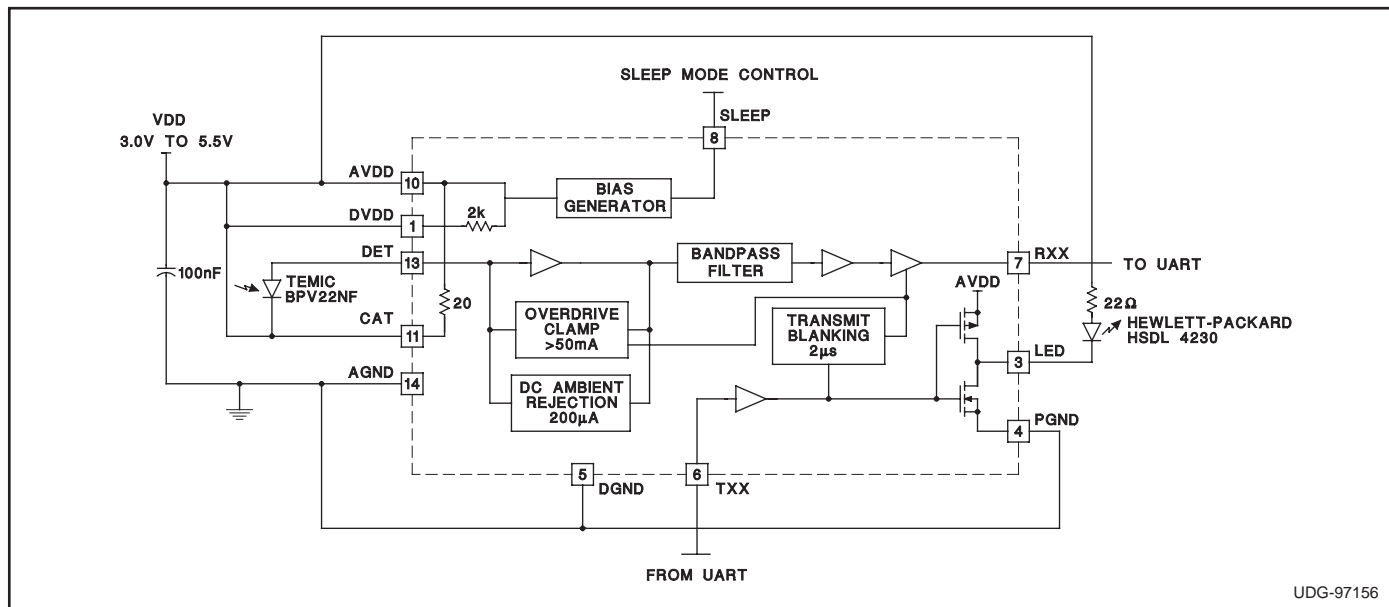 SLEEP MODE CONTROL
SLEEP
8
VDD
3.0V TO 5.5V
AVDD
10
BIAS
GENERATOR
DVDD
1
2k
DET
13
BANDPASS
FILTER
7
RXX
TO UART
AVDD
100nF
TEMIC
BPV22NF
20
OVERDRIVE
CLAMP
>50mA
TRANSMIT
BLANKING
2µs
22Ω
HEWLETT-PACKARD
HSDL 4230
CAT
11
3
LED
AGND
14
DC AMBIENT
REJECTION
200µA
PGND
4
5
DGND
6
TXX
FROM UART
UDG-97156